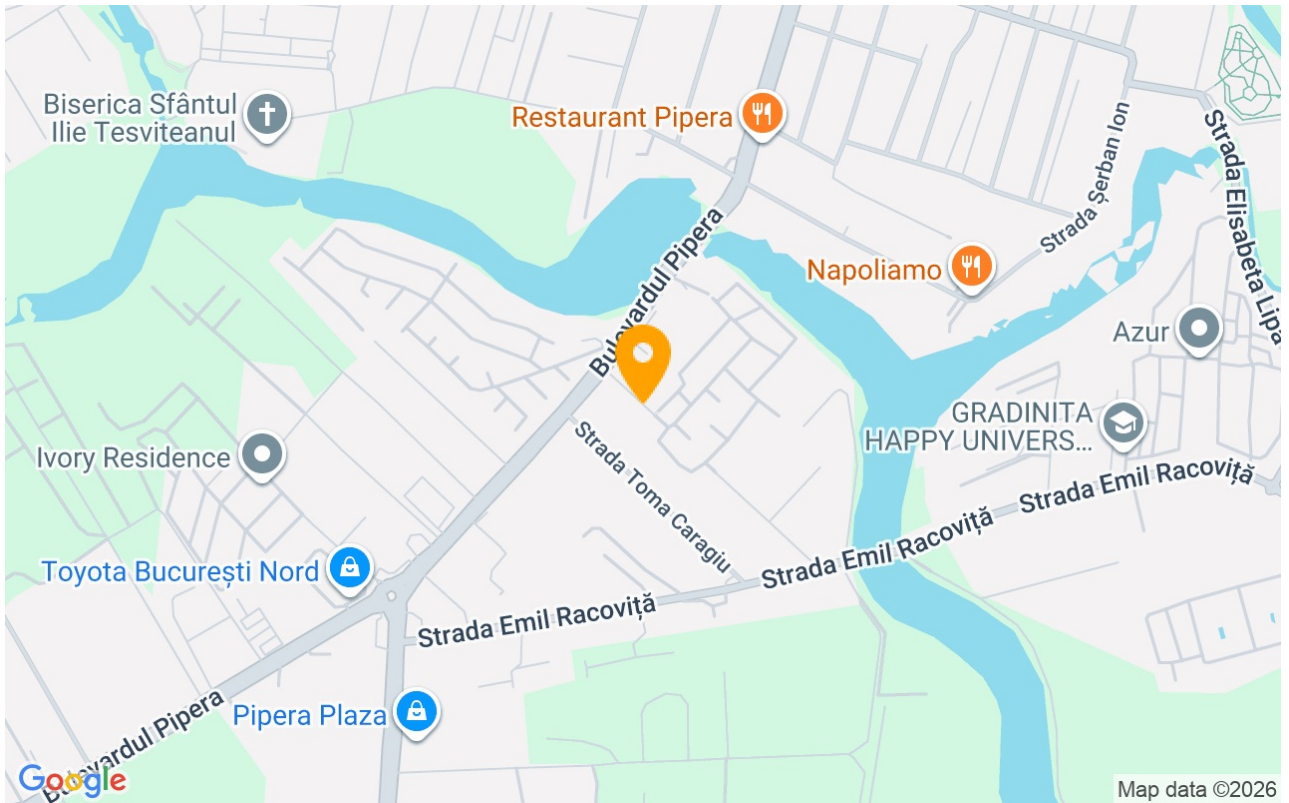 Biserica Sfântul
Ilie Tesviteanul
Restaurant Pipera
Strada Șerban Ion
Strada Elisabeta Lipă
Bulevardul Pipera
Napoliamo
Azur
GRADINITA
HAPPY UNIVERS...
Ivory Residence
Strada Toma Caragiu
Strada Emil Racoviță
Strada Emil Racoviță
Toyota București Nord
Strada Emil Racoviță
Pipera Plaza
Bulevardul Pipera
Google
Map data ©2026